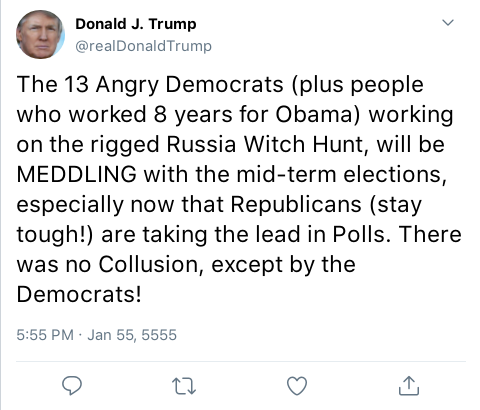 Donald J. Trump
@realDonaldTrump
The 13 Angry Democrats (plus people
who worked 8 years for Obama) working
on the rigged Russia Witch Hunt, will be
MEDDLING with the mid-term elections,
especially now that Republicans (stay
tough!) are taking the lead in Polls. There
was no Collusion, except by the
Democrats!
5:55 PM · Jan 55, 5555